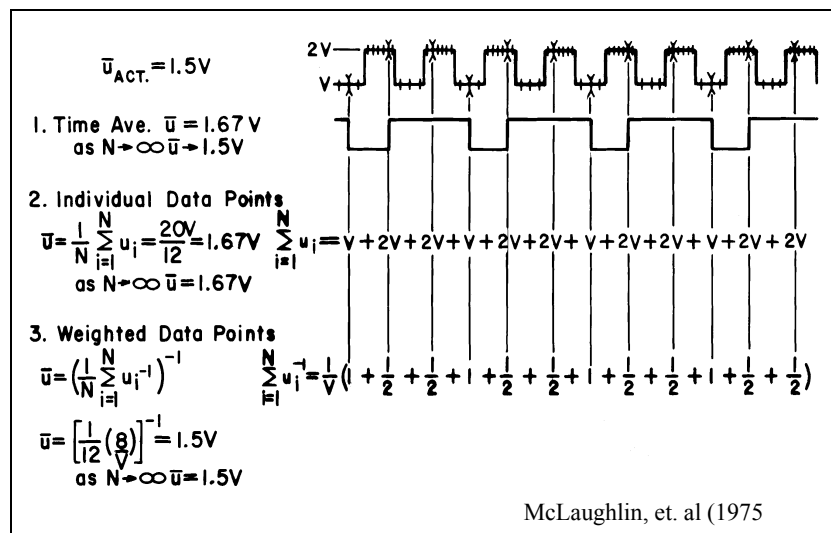 ū_ACT. = 1.5V
2V
V
1. Time Ave. ū = 1.67 V
as N→∞ ū → 1.5V
2. Individual Data Points
ū = 1/N ∑_{i=1}^{N} u_i = 20V/12 = 1.67V ∑_{i=1}^{N} u_i = V + 2V + 2V + V + 2V + 2V + V + 2V + 2V + V + 2V + 2V
as N→∞ ū = 1.67V
3. Weighted Data Points
ū = (1/N ∑_{i=1}^{N} u_i^{-1})^{-1} ∑_{i=1}^{N} u_i^{-1} = 1/V (1 + 1/2 + 1/2 + 1 + 1/2 + 1/2 + 1 + 1/2 + 1/2 + 1 + 1/2 + 1/2)
ū = [1/12 (8/V)]^{-1} = 1.5V
as N→∞ ū = 1.5V
McLaughlin, et. al (1975